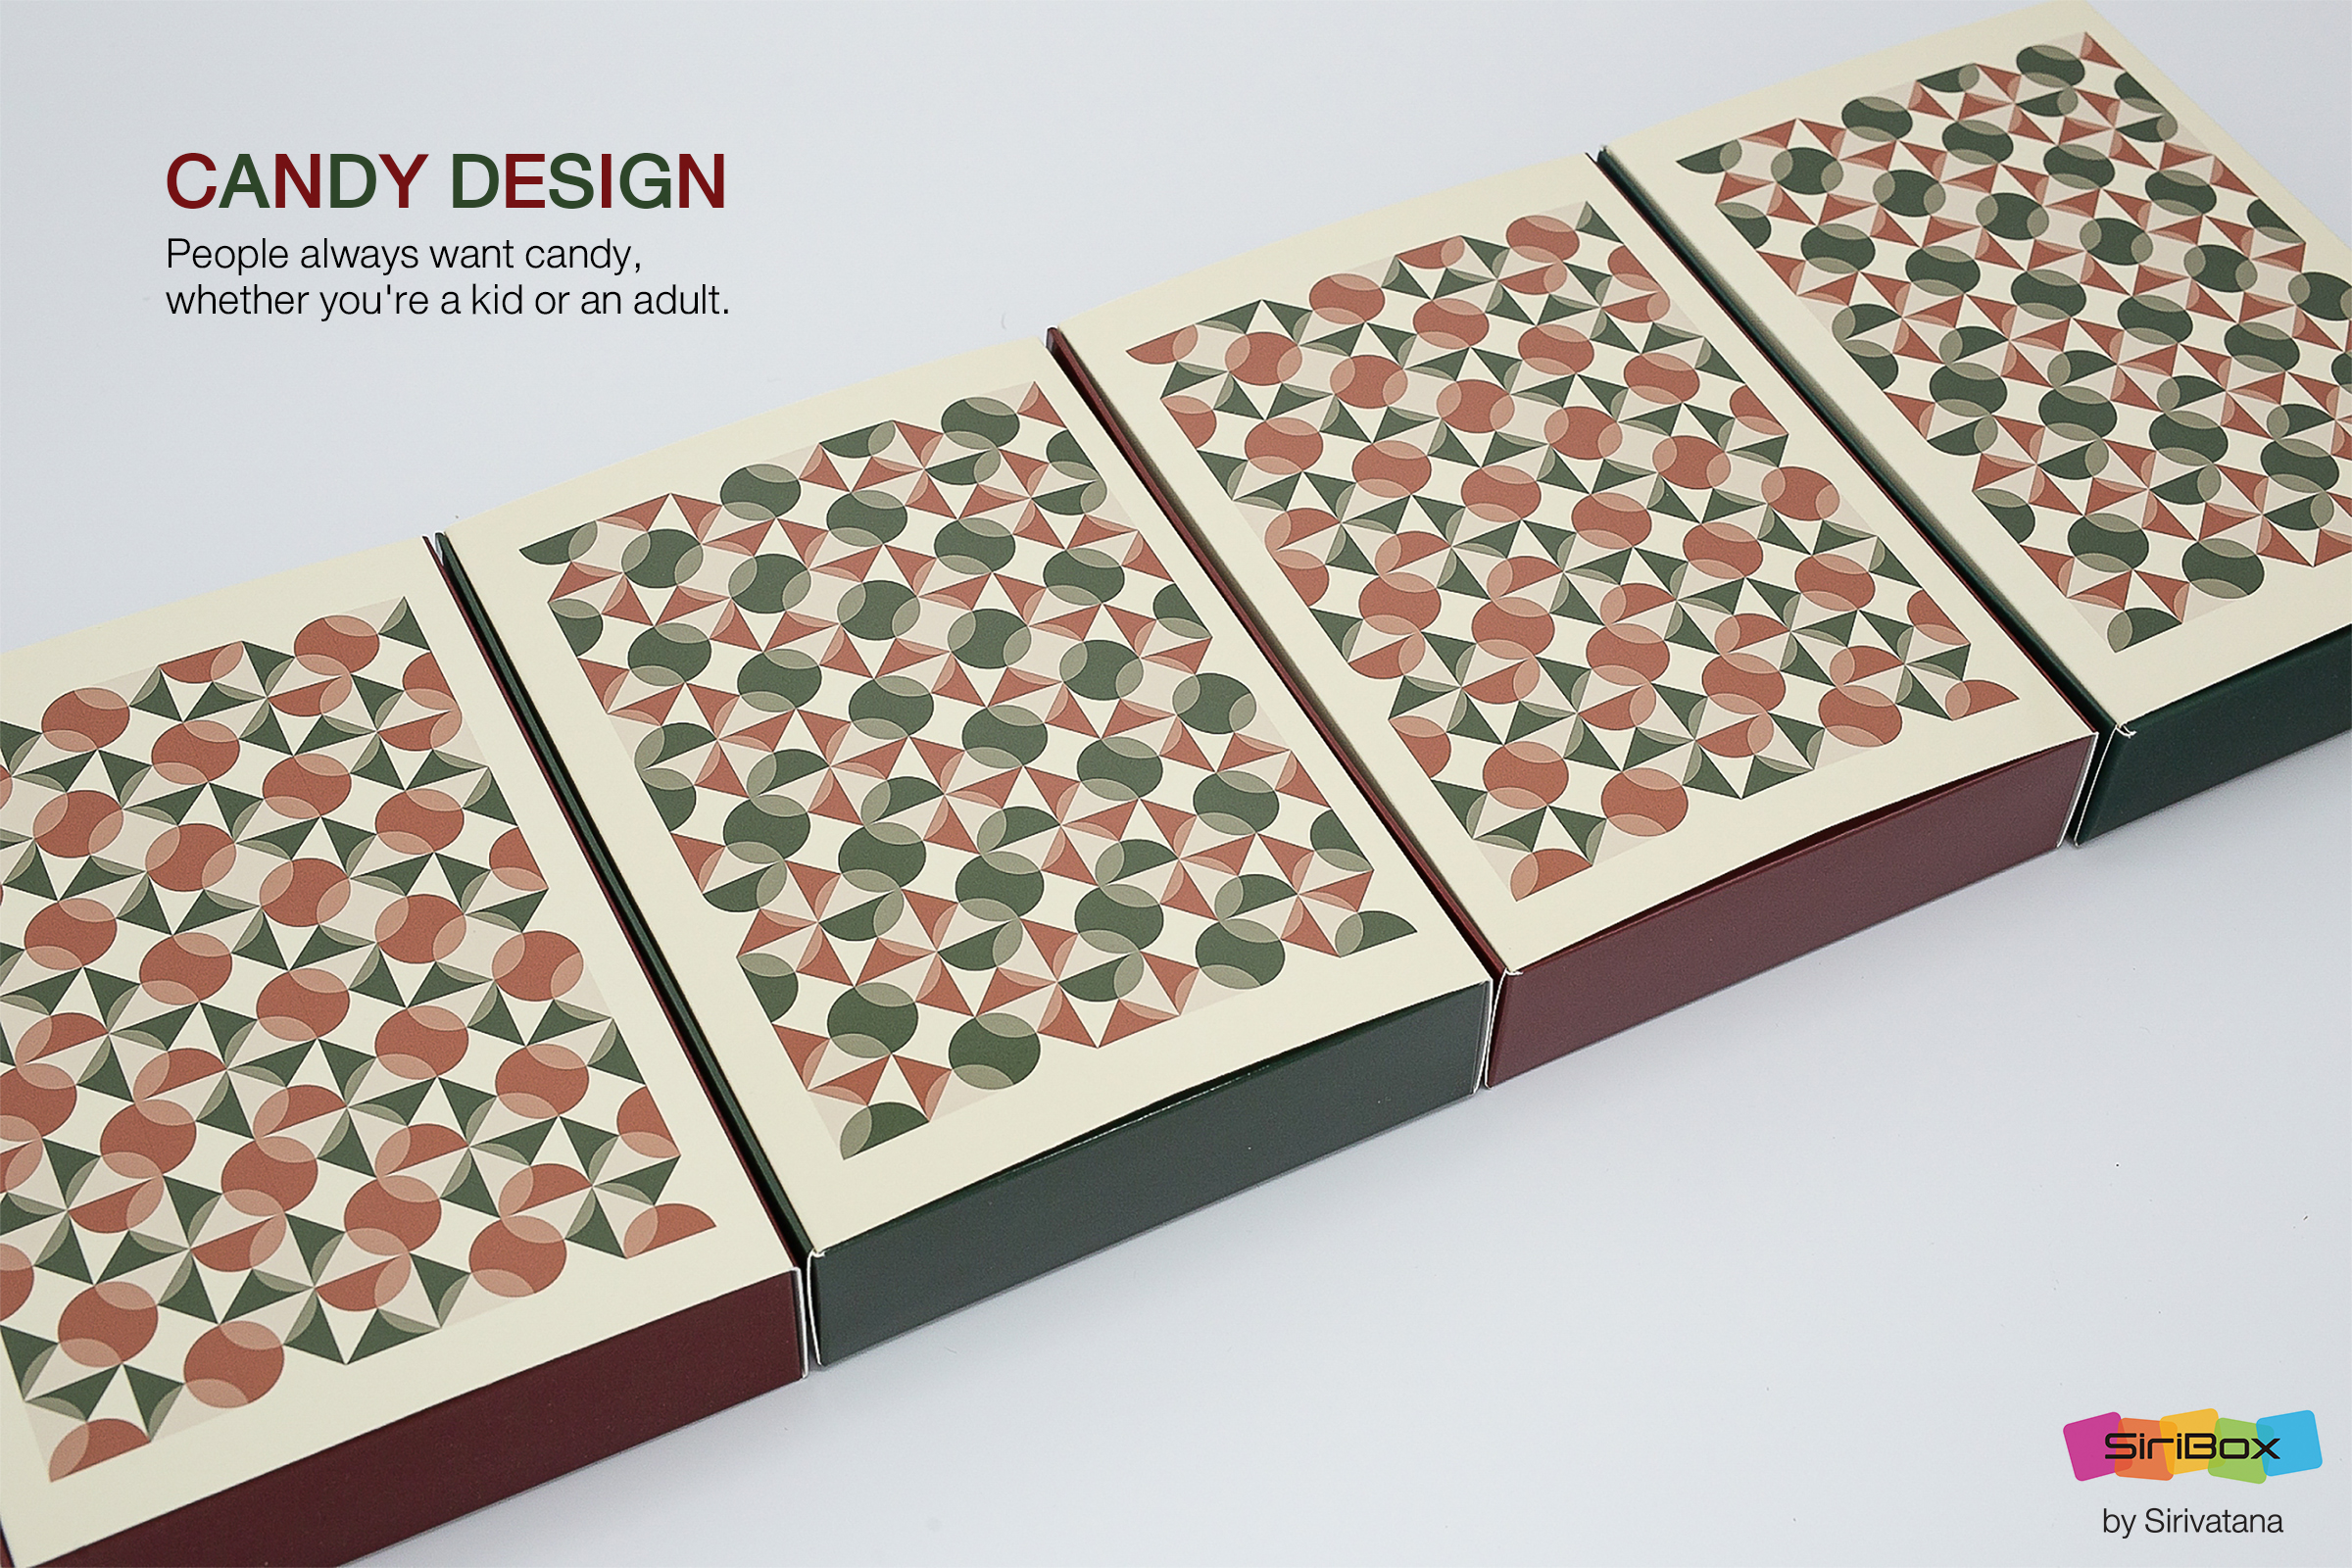 CANDY DESIGN
People always want candy,
whether you're a kid or an adult.
SiriBox
by Sirivatana